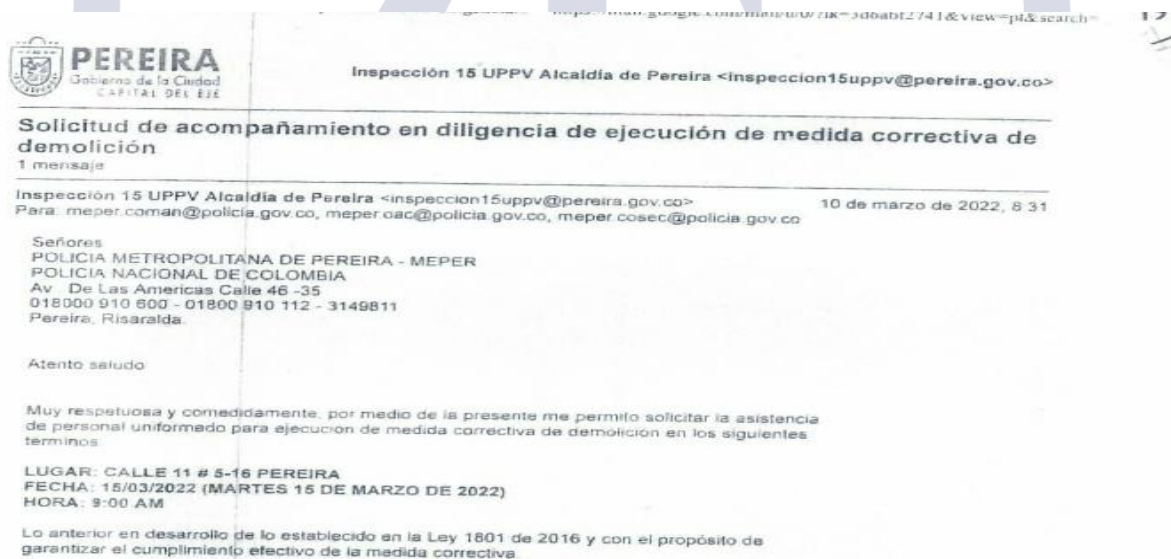 PEREIRA
Gobierno de la Ciudad
CAPITAL DEL EJE
Inspección 15 UPPV Alcaldía de Pereira <inspeccion15uppv@pereira.gov.co>
Solicitud de acompañamiento en diligencia de ejecución de medida correctiva de
demolición
1 mensaje
Inspección 15 UPPV Alcaldía de Pereira <inspeccion15uppv@pereira.gov.co>
10 de marzo de 2022, 8:31
Para: meper.coman@policia.gov.co, meper.oac@policia.gov.co, meper.cosec@policia.gov.co
Señores
POLICIA METROPOLITANA DE PEREIRA - MEPER
POLICIA NACIONAL DE COLOMBIA
Av. De Las Americas Calle 46 -35
018000 910 600 - 01800 910 112 - 3149811
Pereira, Risaralda.
Atento saludo
Muy respetuosa y comedidamente, por medio de la presente me permito solicitar la asistencia
de personal uniformado para ejecución de medida correctiva de demolición en los siguientes
terminos:
LUGAR: CALLE 11 # 5-16 PEREIRA
FECHA: 15/03/2022 (MARTES 15 DE MARZO DE 2022)
HORA: 9:00 AM
Lo anterior en desarrollo de lo establecido en la Ley 1801 de 2016 y con el propósito de
garantizar el cumplimiento efectivo de la medida correctiva.